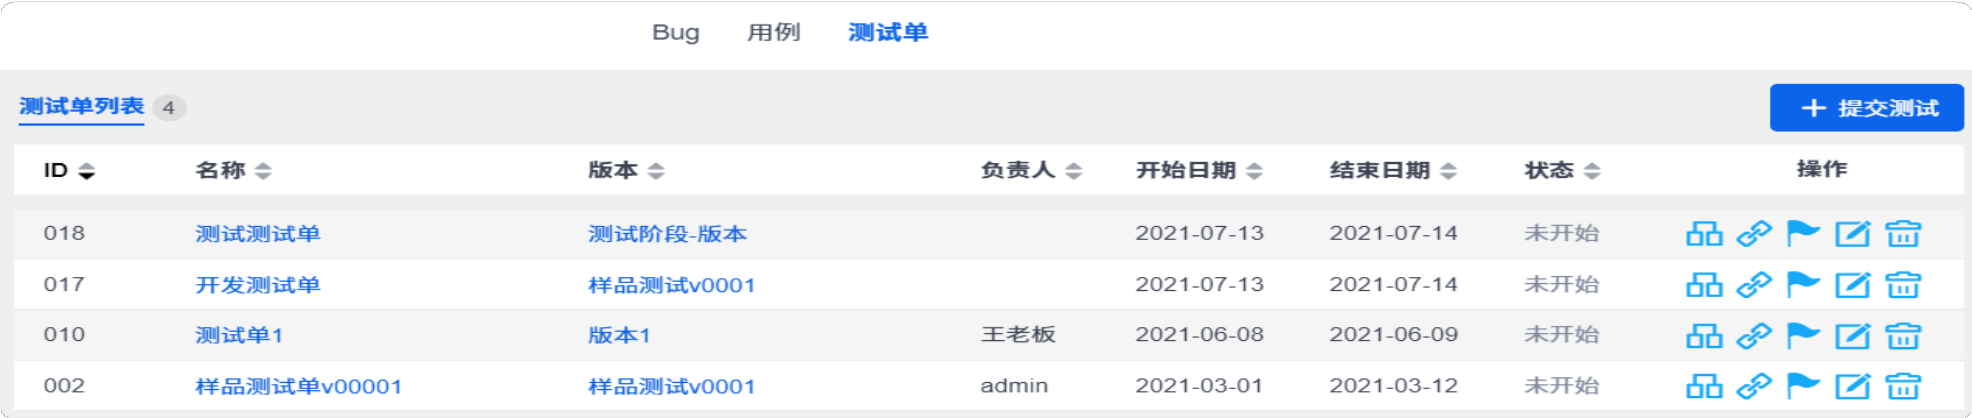 Bug 用例 测试单
测试单列表 4 提交测试
ID 名称 版本 负责人 开始日期 结束日期 状态 操作
018 测试测试单 测试阶段-版本 2021-07-13 2021-07-14 未开始
017 开发测试单 样品测试v0001 2021-07-13 2021-07-14 未开始
010 测试单1 版本1 王老板 2021-06-08 2021-06-09 未开始
002 样品测试单v00001 样品测试v0001 admin 2021-03-01 2021-03-12 未开始